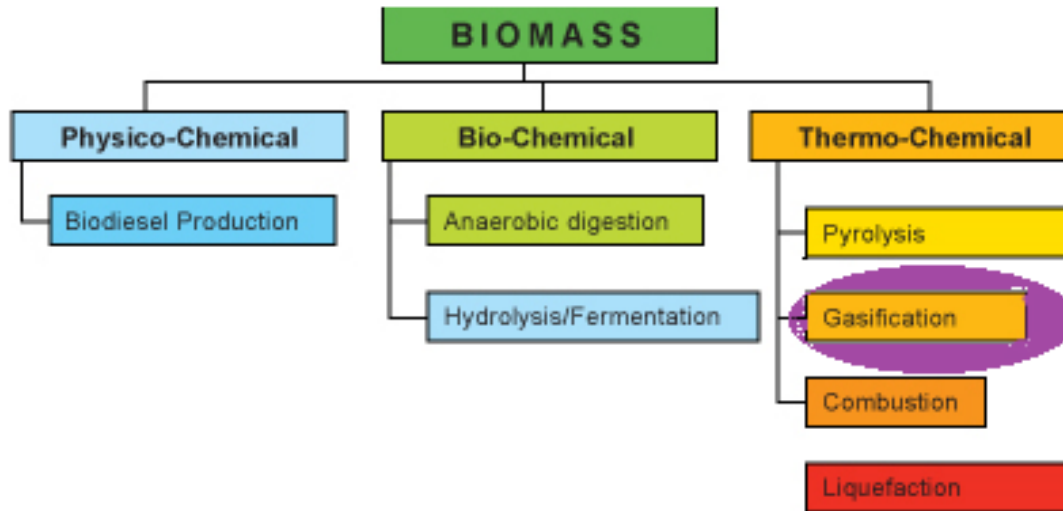 BIOMASS
Physico-Chemical
Bio-Chemical
Thermo-Chemical
Biodiesel Production
Anaerobic digestion
Pyrolysis
Hydrolysis/Fermentation
Gasification
Combustion
Liquefaction